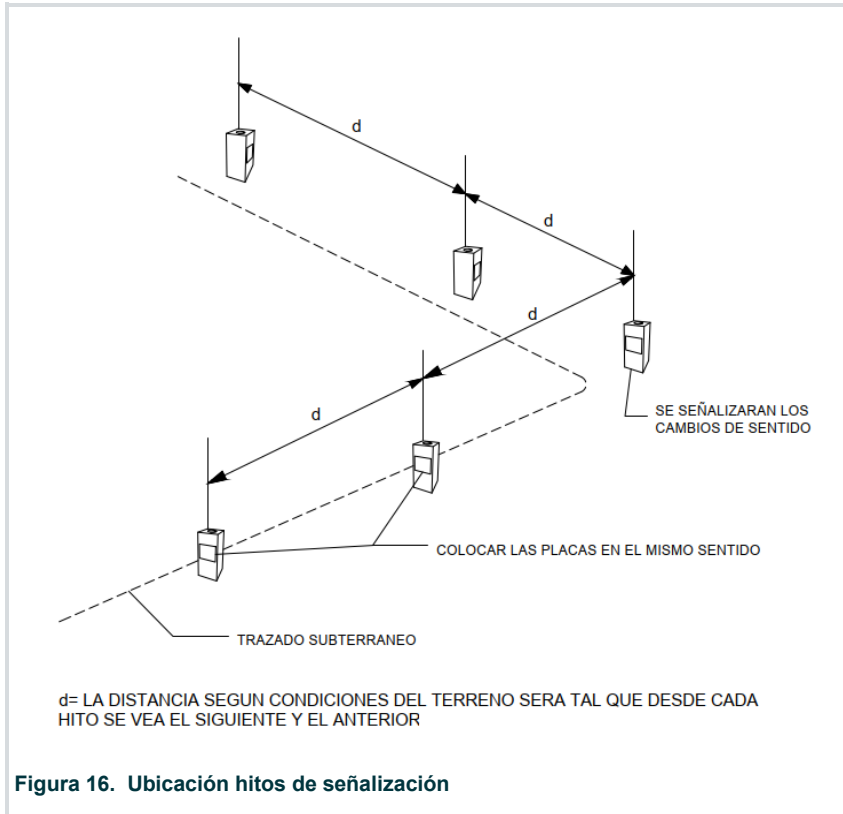 d
d
d
d
SE SEÑALIZARAN LOS
CAMBIOS DE SENTIDO
COLOCAR LAS PLACAS EN EL MISMO SENTIDO
TRAZADO SUBTERRANEO
d= LA DISTANCIA SEGUN CONDICIONES DEL TERRENO SERA TAL QUE DESDE CADA
HITO SE VEA EL SIGUIENTE Y EL ANTERIOR
Figura 16. Ubicación hitos de señalización